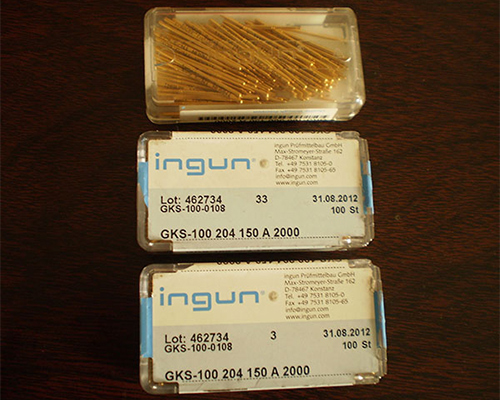 ingun
ingun Prüfmittelbau GmbH
Max-Stromeyer-Straße 162
D-78467 Konstanz
Tel. +49 7531 8105-0
Fax +49 7531 8105-65
info@ingun.com
www.ingun.com
Lot: 462734 33 31.08.2012
GKS-100-0108 100 St
GKS-100 204 150 A 2000
ingun®
ingun Prüfmittelbau GmbH
Max-Stromeyer-Straße 162
D-78467 Konstanz
Tel. +49 7531 8105-0
Fax +49 7531 8105-65
info@ingun.com
www.ingun.com
Lot: 462734 3 31.08.2012
GKS-100-0108 100 St
GKS-100 204 150 A 2000